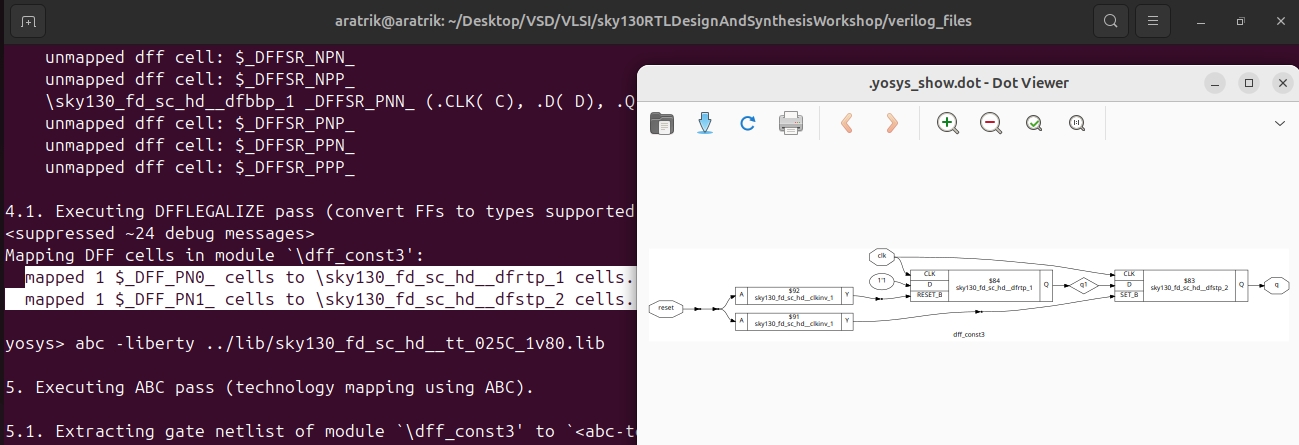 aratrik@aratrik: ~/Desktop/VSD/VLSI/sky130RTLDesignAndSynthesisWorkshop/verilog_files
unmapped dff cell: $_DFFSR_NPN_
unmapped dff cell: $_DFFSR_NPP_
\sky130_fd_sc_hd__dfbbp_1 _DFFSR_PNN_ (.CLK( C), .D( D), .Q
unmapped dff cell: $_DFFSR_PNP_
unmapped dff cell: $_DFFSR_PPN_
unmapped dff cell: $_DFFSR_PPP_
4.1. Executing DFFLEGALIZE pass (convert FFs to types supported
<suppressed ~24 debug messages>
Mapping DFF cells in module `\dff_const3':
mapped 1 $_DFF_PN0_ cells to \sky130_fd_sc_hd__dfrtp_1 cells.
mapped 1 $_DFF_PN1_ cells to \sky130_fd_sc_hd__dfstp_2 cells.
yosys> abc -liberty ../lib/sky130_fd_sc_hd__tt_025C_1v80.lib
5. Executing ABC pass (technology mapping using ABC).
5.1. Extracting gate netlist of module `\dff_const3' to `<abc-t
.yosys_show.dot - Dot Viewer
clk
1'1
reset
A
$92
sky130_fd_sc_hd__clkinv_1
Y
A
$91
sky130_fd_sc_hd__clkinv_1
Y
CLK
D
RESET_B
$84
sky130_fd_sc_hd__dfrtp_1
Q
q1
CLK
D
SET_B
$83
sky130_fd_sc_hd__dfstp_2
Q
q
dff_const3